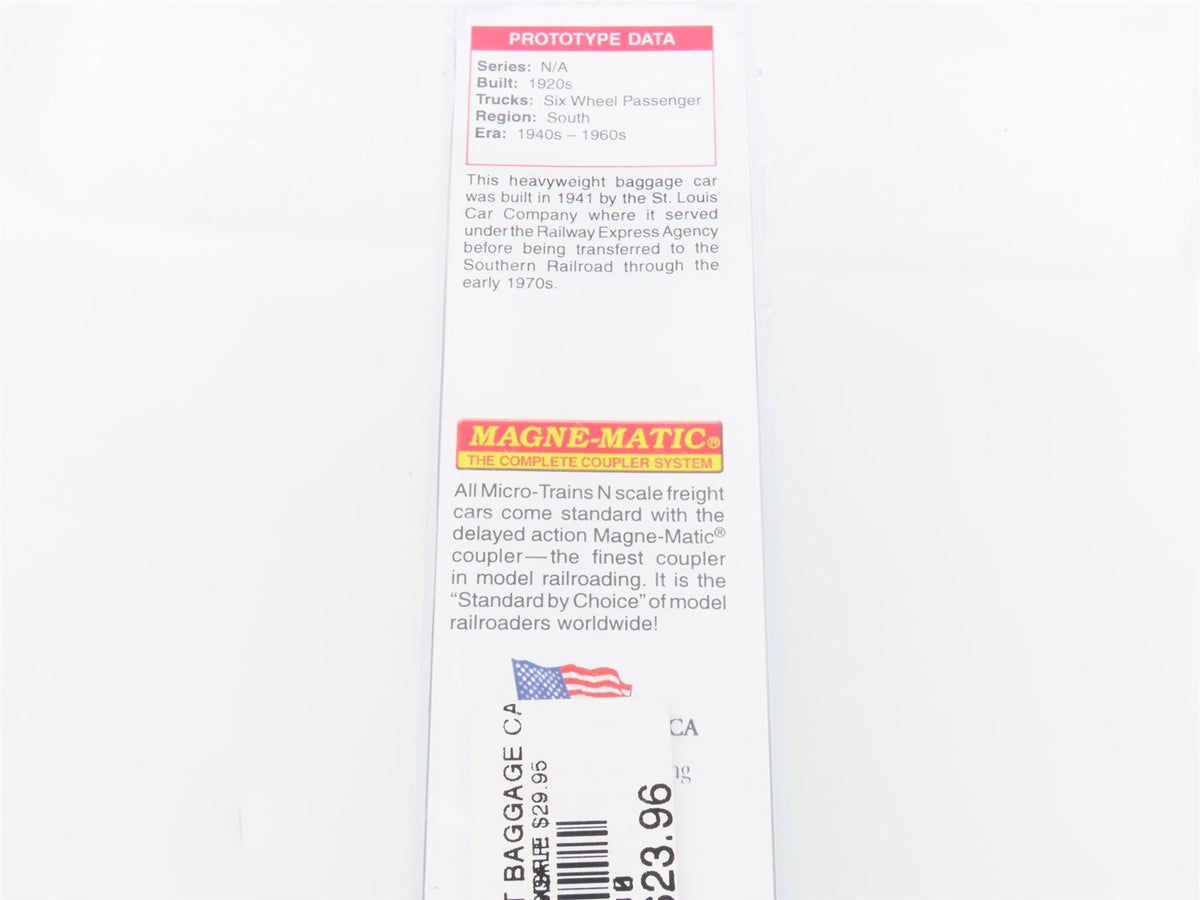 PROTOTYPE DATA
Series: N/A
Built: 1920s
Trucks: Six Wheel Passenger
Region: South
Era: 1940s – 1960s
This heavyweight baggage car
was built in 1941 by the St. Louis
Car Company where it served
under the Railway Express Agency
before being transferred to the
Southern Railroad through the
early 1970s.
MAGNE-MATIC®
THE COMPLETE COUPLER SYSTEM
All Micro-Trains N scale freight
cars come standard with the
delayed action Magne-Matic®
coupler—the finest coupler
in model railroading. It is the
“Standard by Choice” of model
railroaders worldwide!
CA
ng
T BAGGAGE CA
$29.95
$23.96